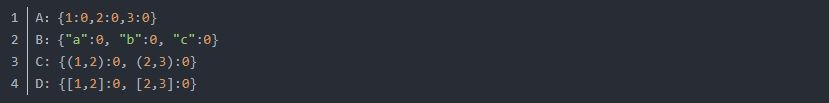 1 A: {1:0,2:0,3:0}
2 B: {"a":0, "b":0, "c":0}
3 C: {(1,2):0, (2,3):0}
4 D: {[1,2]:0, [2,3]:0}